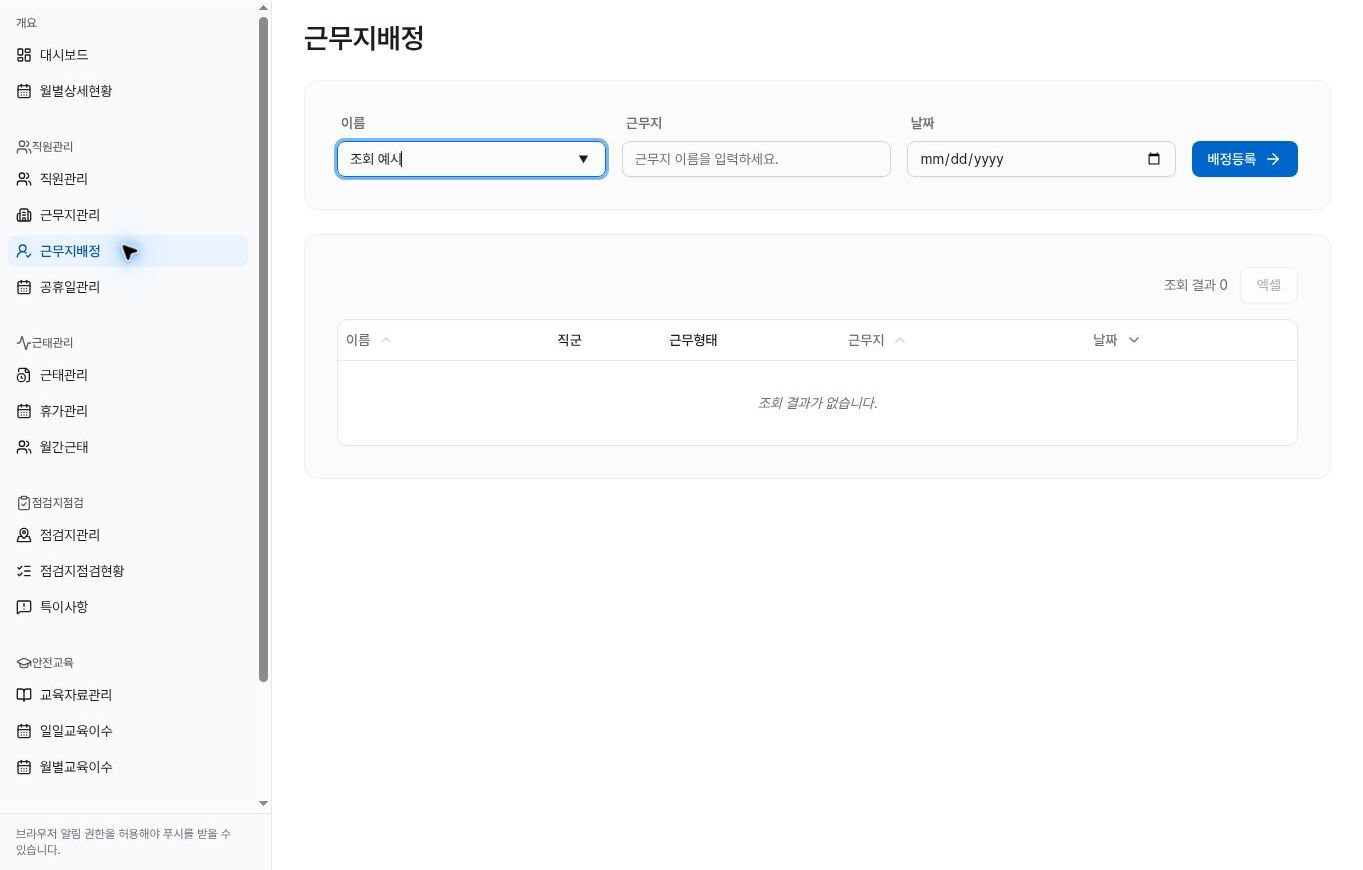 개요
대시보드
월별상세현황
직원관리
직원관리
근무지관리
근무지배정
공휴일관리
근태관리
근태관리
휴가관리
월간근태
점검지점검
점검지관리
점검지점검현황
특이사항
안전교육
교육자료관리
일일교육이수
월별교육이수
브라우저 알림 권한을 허용해야 푸시를 받을 수
있습니다.
근무지배정
이름 근무지 날짜
조회 예시 ▼ 근무지 이름을 입력하세요. mm/dd/yyyy 배정등록 →
조회 결과 0 엑셀
이름 직군 근무형태 근무지 날짜
조회 결과가 없습니다.